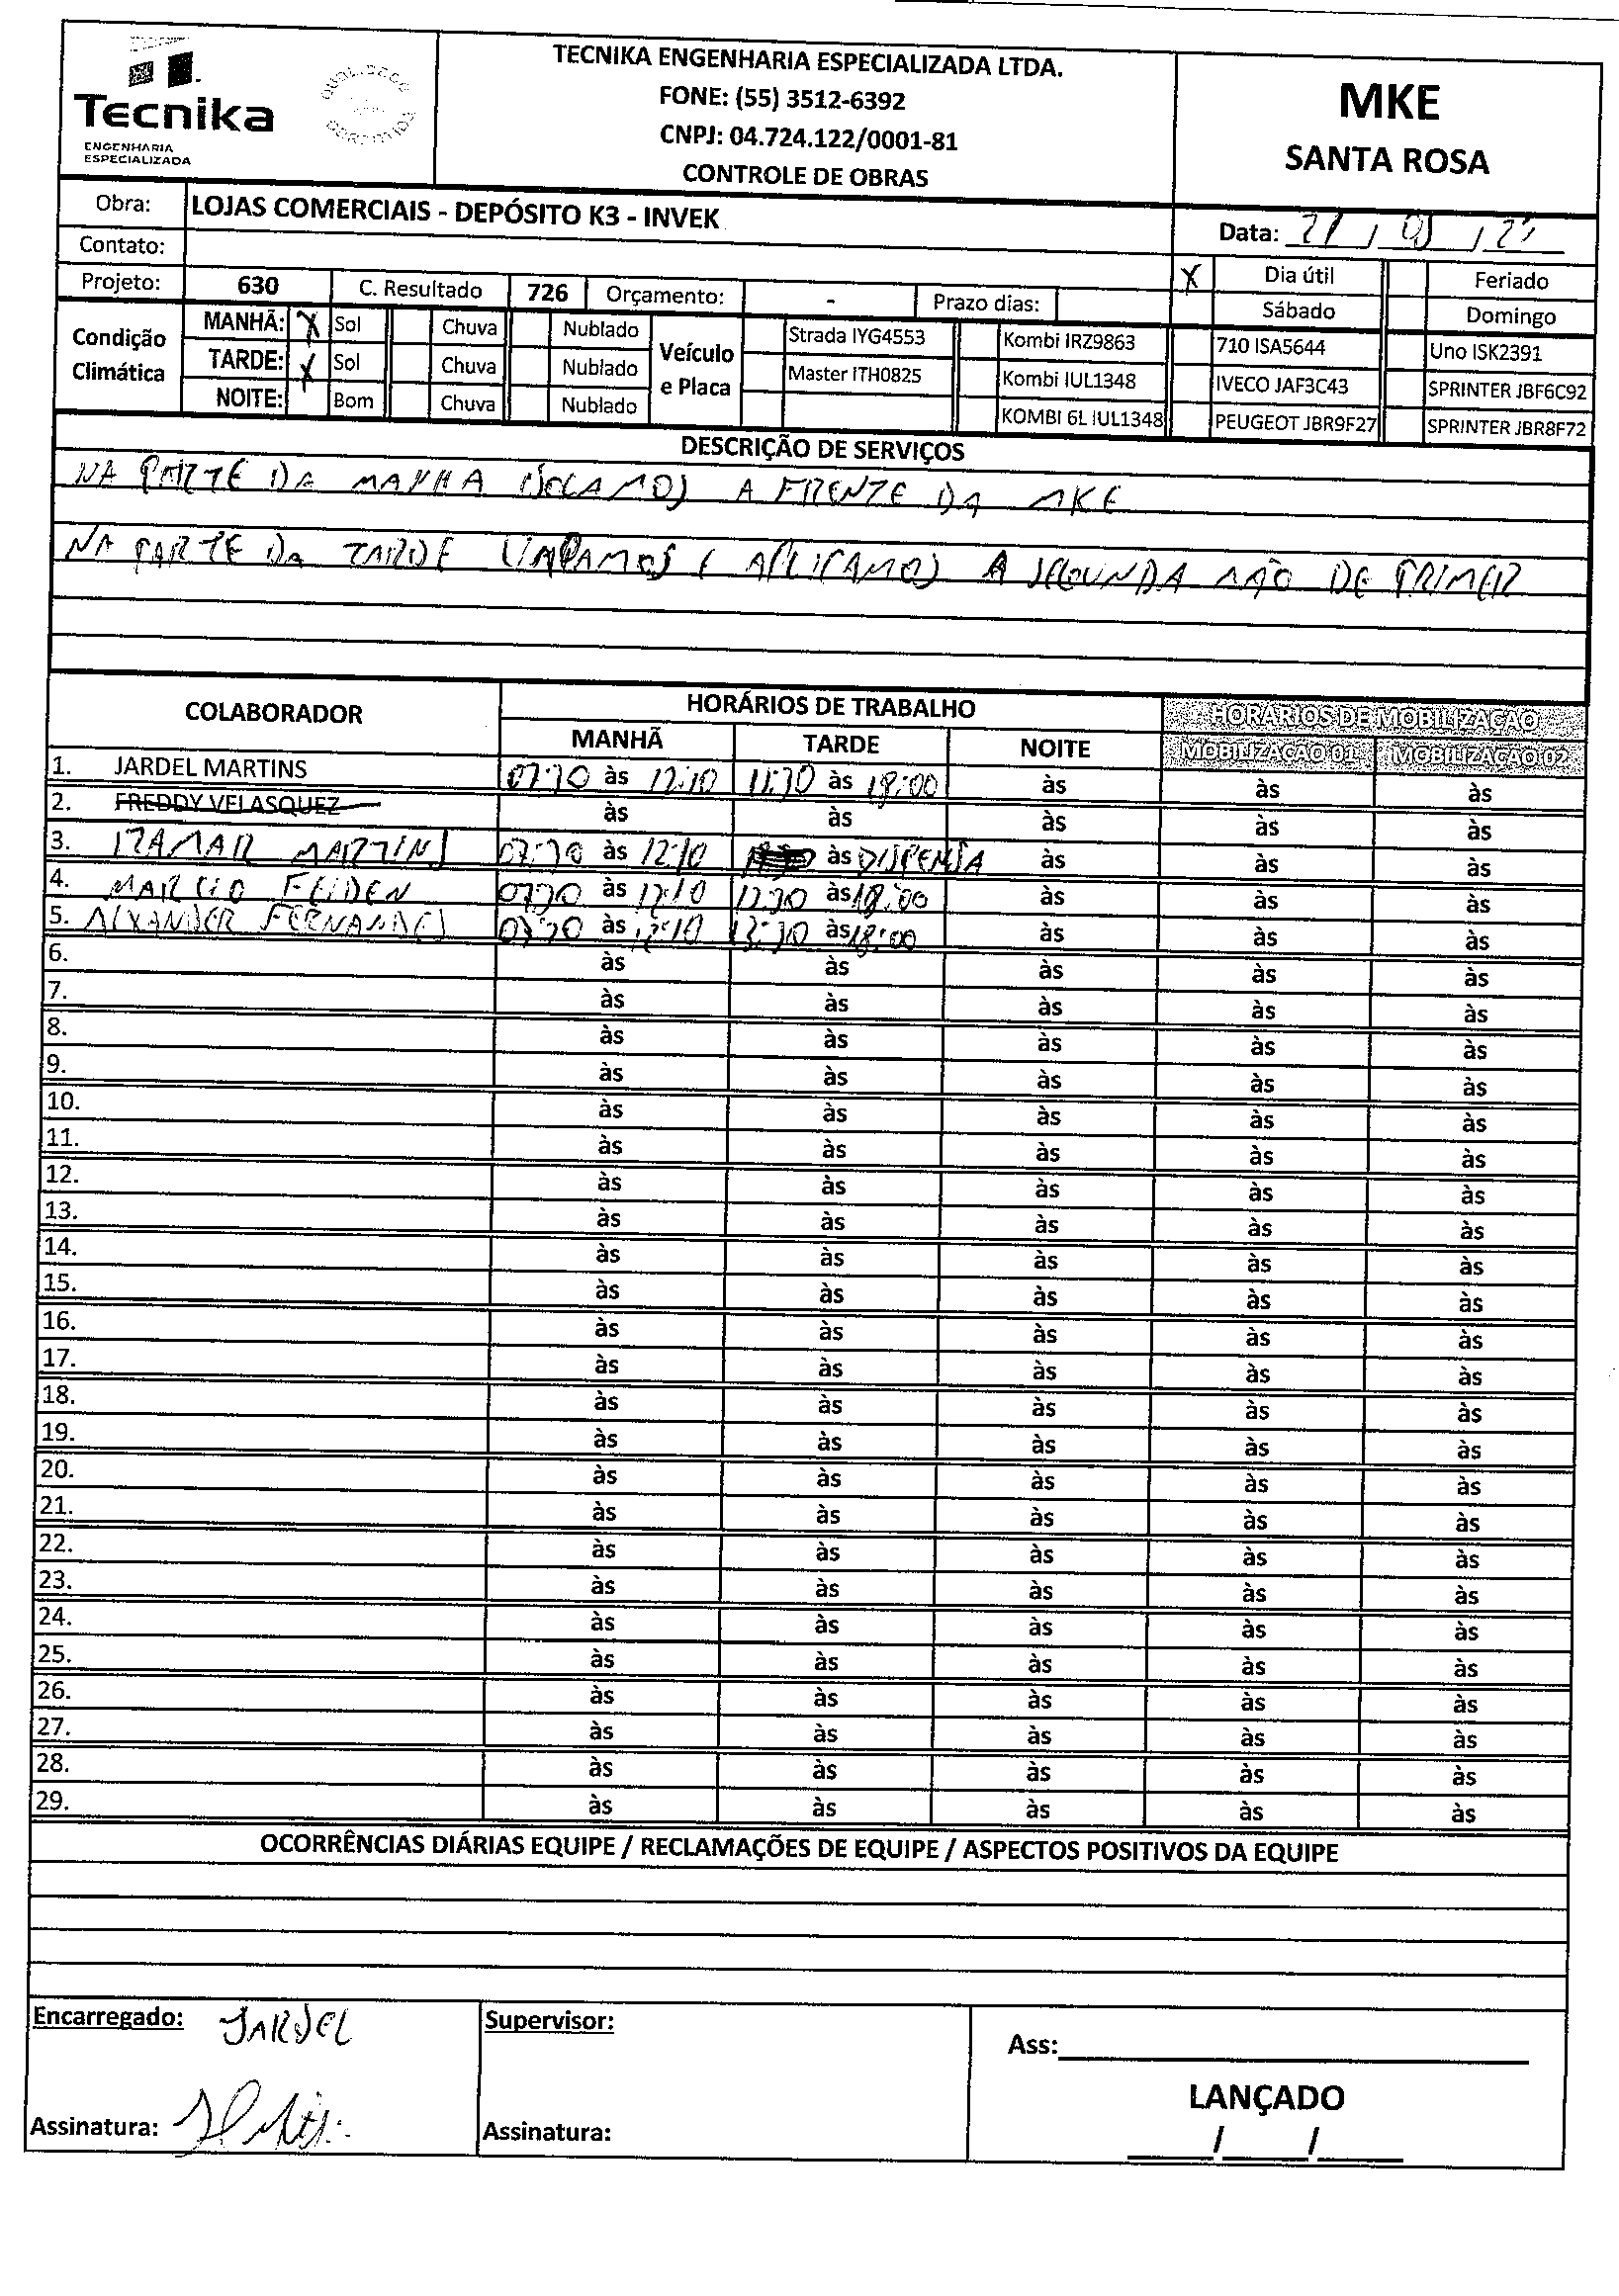 Tecnika
ENGENHARIA
ESPECIALIZADA
TECNIKA ENGENHARIA ESPECIALIZADA LTDA.
FONE: (55) 3512-6392
CNPJ: 04.724.122/0001-81
CONTROLE DE OBRAS
MKE
SANTA ROSA
Obra: LOJAS COMERCIAIS - DEPÓSITO K3 - INVEK
Contato:
Data:
Projeto: 630 C. Resultado 726 Orçamento: - Prazo dias:
X Dia útil Feriado
Sábado Domingo
Condição Climática
MANHÃ: X Sol Chuva Nublado
TARDE: X Sol Chuva Nublado
NOITE: Bom Chuva Nublado
Veículo e Placa
Strada IYG4553 Kombi IRZ9863 710 ISA5644 Uno ISK2391
Master ITH0825 Kombi IUL1348 IVECO JAF3C43 SPRINTER JBF6C92
KOMBI 6L IUL1348 PEUGEOT JBR9F27 SPRINTER JBR8F72
DESCRIÇÃO DE SERVIÇOS
NA PARTE DA MANHA ISOLAMOS A FRENTE DA MKE
NA PARTE DA TARDE LIMPAMOS E APLICAMOS A SEGUNDA MÃO DE PRIMER
COLABORADOR HORÁRIOS DE TRABALHO HORÁRIOS DE MOBILIZAÇÃO
MANHÃ TARDE NOITE MOBILIZAÇÃO 01 MOBILIZAÇÃO 02
1. JARDEL MARTINS 07:30 às 12:10 às 18:00 às às às
2. FREDDY VELASQUEZ às às às às às
3. IZAMAR MARTINS 07:30 às 12:10 às DISPENSA às às às
4. MARCIO FEIDEN 07:30 às 12:10 13:30 às 18:00 às às às
5. ALXANDER FERNANDES 07:30 às 12:10 13:30 às 18:00 às às às
6. às às às às às
7. às às às às às
8. às às às às às
9. às às às às às
10. às às às às às
11. às às às às às
12. às às às às às
13. às às às às às
14. às às às às às
15. às às às às às
16. às às às às às
17. às às às às às
18. às às às às às
19. às às às às às
20. às às às às às
21. às às às às às
22. às às às às às
23. às às às às às
24. às às às às às
25. às às às às às
26. às às às às às
27. às às às às às
28. às às às às às
29. às às às às às
OCORRÊNCIAS DIÁRIAS EQUIPE / RECLAMAÇÕES DE EQUIPE / ASPECTOS POSITIVOS DA EQUIPE
Encarregado: JARDEL
Supervisor:
Ass:
LANÇADO
Assinatura:
Assinatura:
/ /